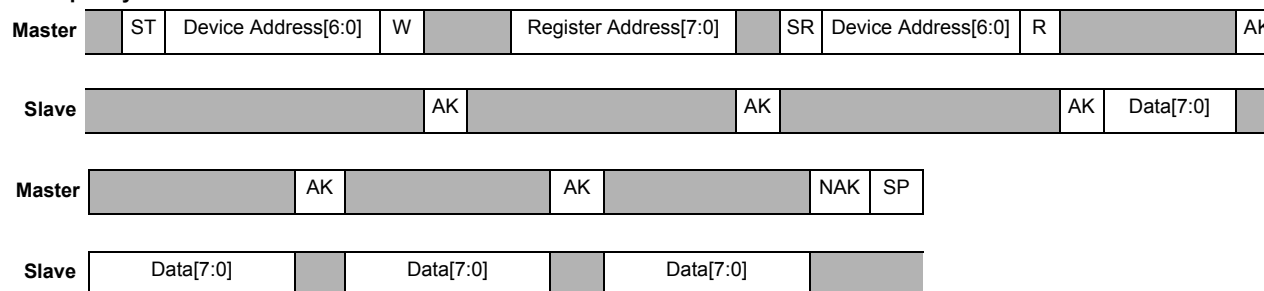 Master ST Device Address[6:0] W Register Address[7:0] SR Device Address[6:0] R AK
Slave AK AK AK Data[7:0]
Master AK AK NAK SP
Slave Data[7:0] Data[7:0] Data[7:0]